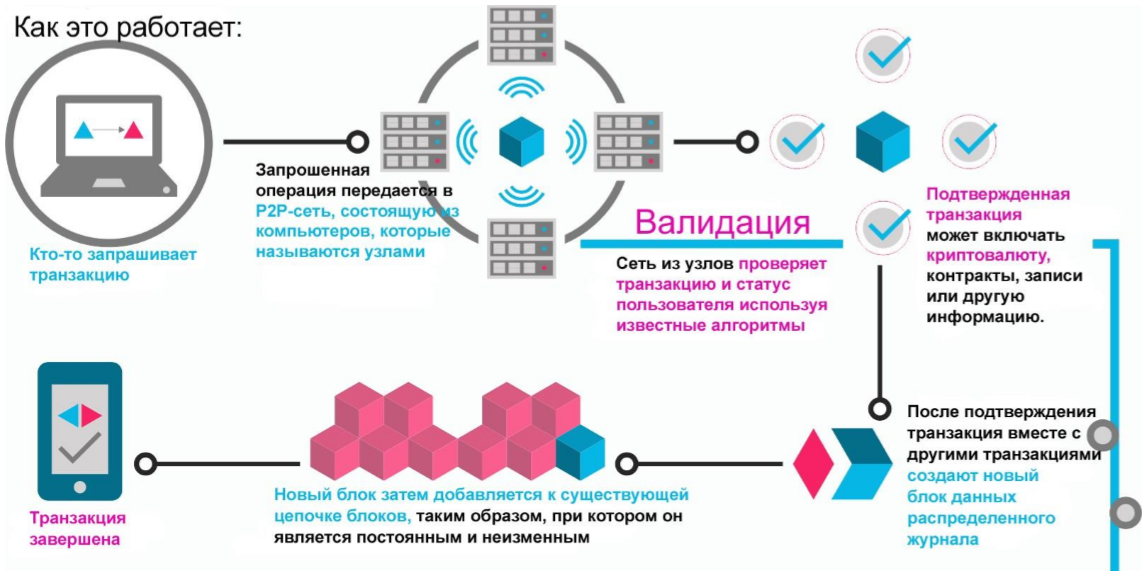 Как это работает:
Кто-то запрашивает
транзакцию
Запрошенная
операция передается в
P2P-сеть, состоящую из
компьютеров, которые
называются узлами
Валидация
Сеть из узлов проверяет
транзакцию и статус
пользователя используя
известные алгоритмы
Подтвержденная
транзакция
может включать
криптовалюту,
контракты, записи
или другую
информацию.
После подтверждения
транзакция вместе с
другими транзакциями
создают новый
блок данных
распределенного
журнала
Новый блок затем добавляется к существующей
цепочке блоков, таким образом, при котором он
является постоянным и неизменным
Транзакция
завершена